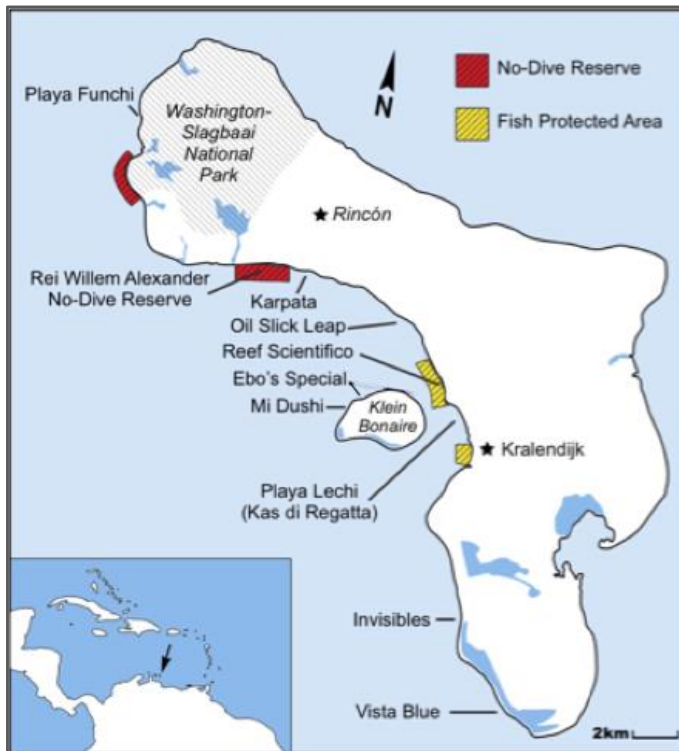 No-Dive Reserve
Fish Protected Area
N
Playa Funchi
Washington-
Slagbaai
National
Park
Rincón
Rei Willem Alexander
No-Dive Reserve
Karpata
Oil Slick Leap
Reef Scientifico
Ebo's Special
Mi Dushi
Klein
Bonaire
Kralendijk
Playa Lechi
(Kas di Regatta)
Invisibles
Vista Blue
2km